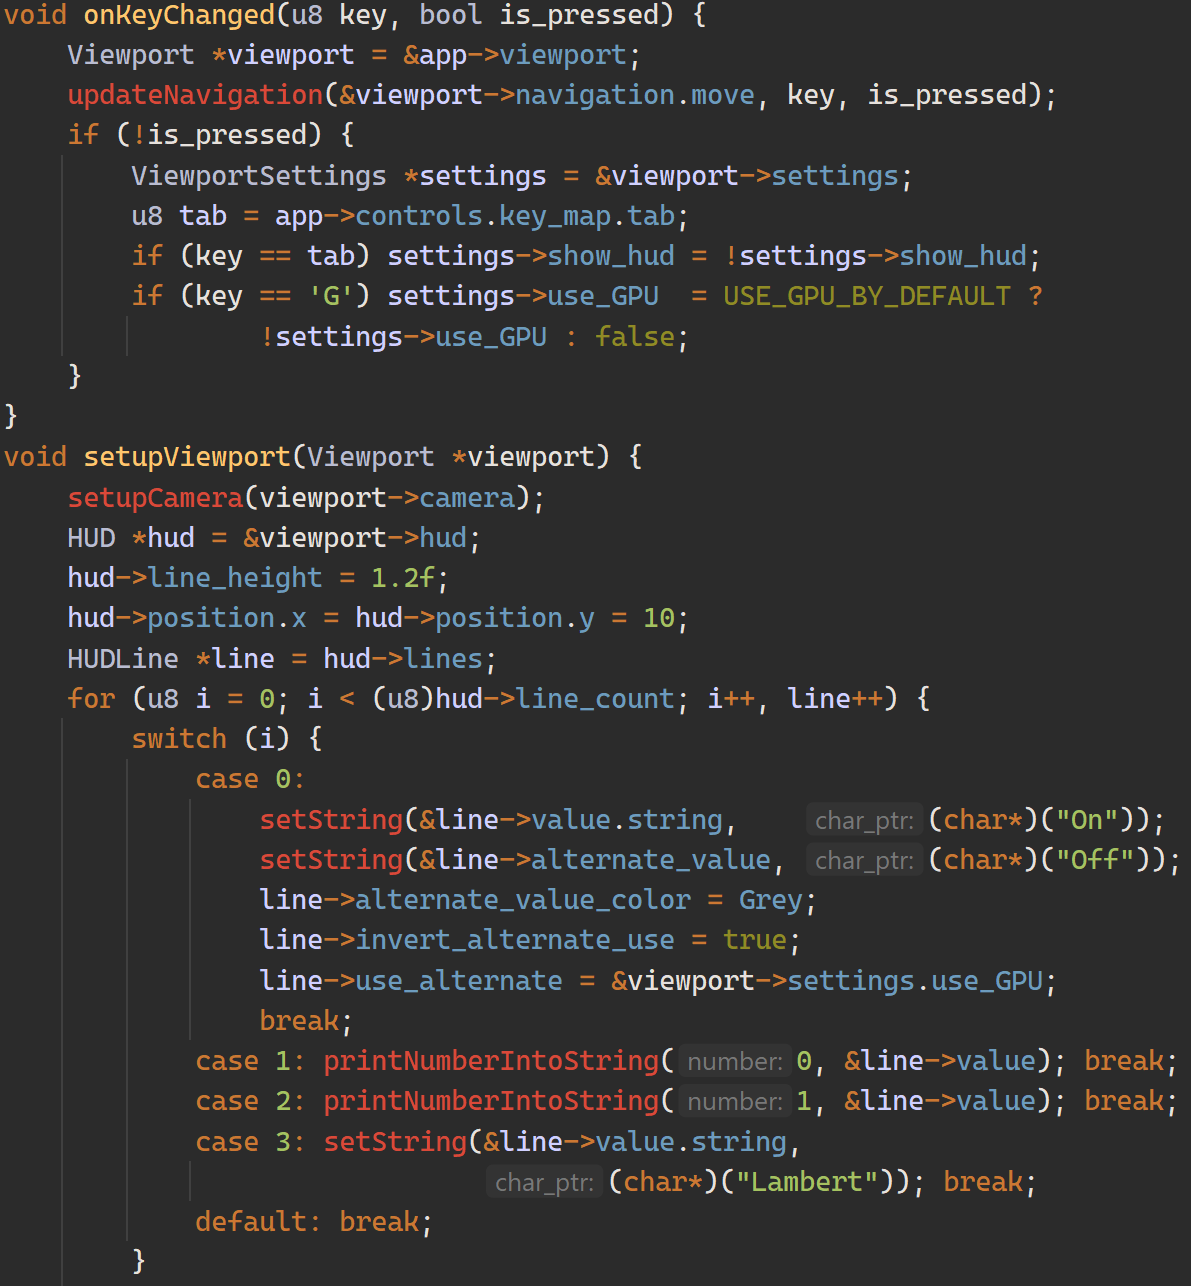 void onKeyChanged(u8 key, bool is_pressed) {
    Viewport *viewport = &app->viewport;
    updateNavigation(&viewport->navigation.move, key, is_pressed);
    if (!is_pressed) {
        ViewportSettings *settings = &viewport->settings;
        u8 tab = app->controls.key_map.tab;
        if (key == tab) settings->show_hud = !settings->show_hud;
        if (key == 'G') settings->use_GPU  = USE_GPU_BY_DEFAULT ?
                !settings->use_GPU : false;
    }
}
void setupViewport(Viewport *viewport) {
    setupCamera(viewport->camera);
    HUD *hud = &viewport->hud;
    hud->line_height = 1.2f;
    hud->position.x = hud->position.y = 10;
    HUDLine *line = hud->lines;
    for (u8 i = 0; i < (u8)hud->line_count; i++, line++) {
        switch (i) {
            case 0:
                setString(&line->value.string,    char_ptr: (char*)("On"));
                setString(&line->alternate_value, char_ptr: (char*)("Off"));
                line->alternate_value_color = Grey;
                line->invert_alternate_use = true;
                line->use_alternate = &viewport->settings.use_GPU;
                break;
            case 1: printNumberIntoString( number: 0, &line->value); break;
            case 2: printNumberIntoString( number: 1, &line->value); break;
            case 3: setString(&line->value.string,
                              char_ptr: (char*)("Lambert")); break;
            default: break;
        }